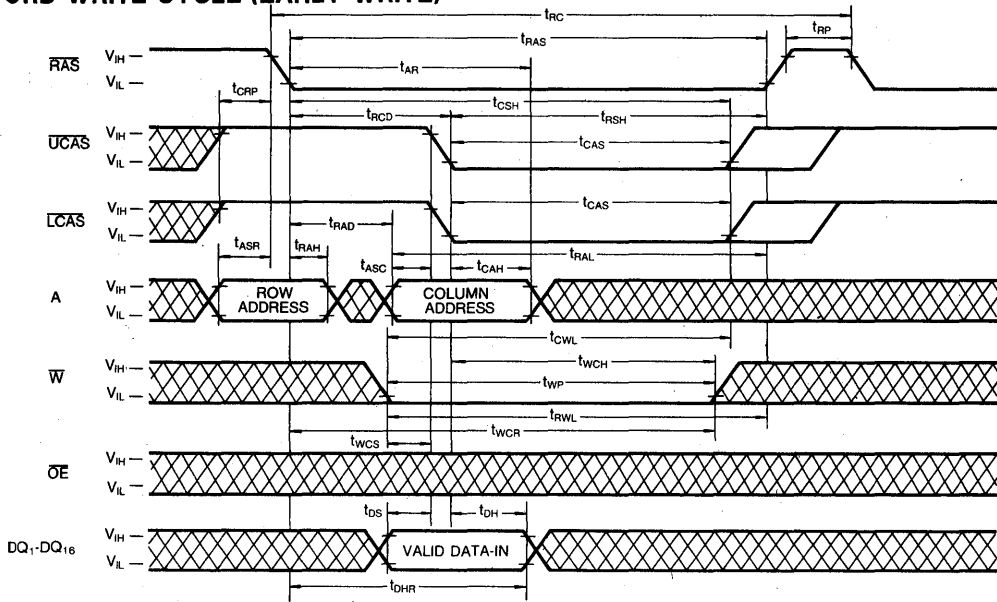 WORD WRITE CYCLE (EARLY WRITE)
tRC
tRP
tRAS
RAS VIH
VIL
tAR
tCRP
tCSH
tRCD
tRSH
UCAS VIH
VIL
tCAS
LCAS VIH
VIL
tCAS
tRAD
tRAL
tASR
tRAH
tASC
tCAH
A VIH
VIL
ROW ADDRESS
COLUMN ADDRESS
tCWL
tWCH
W VIH
VIL
tWP
tRWL
tWCR
tWCS
OE VIH
VIL
tDS
tDH
DQ1-DQ16 VIH
VIL
VALID DATA-IN
tDHR